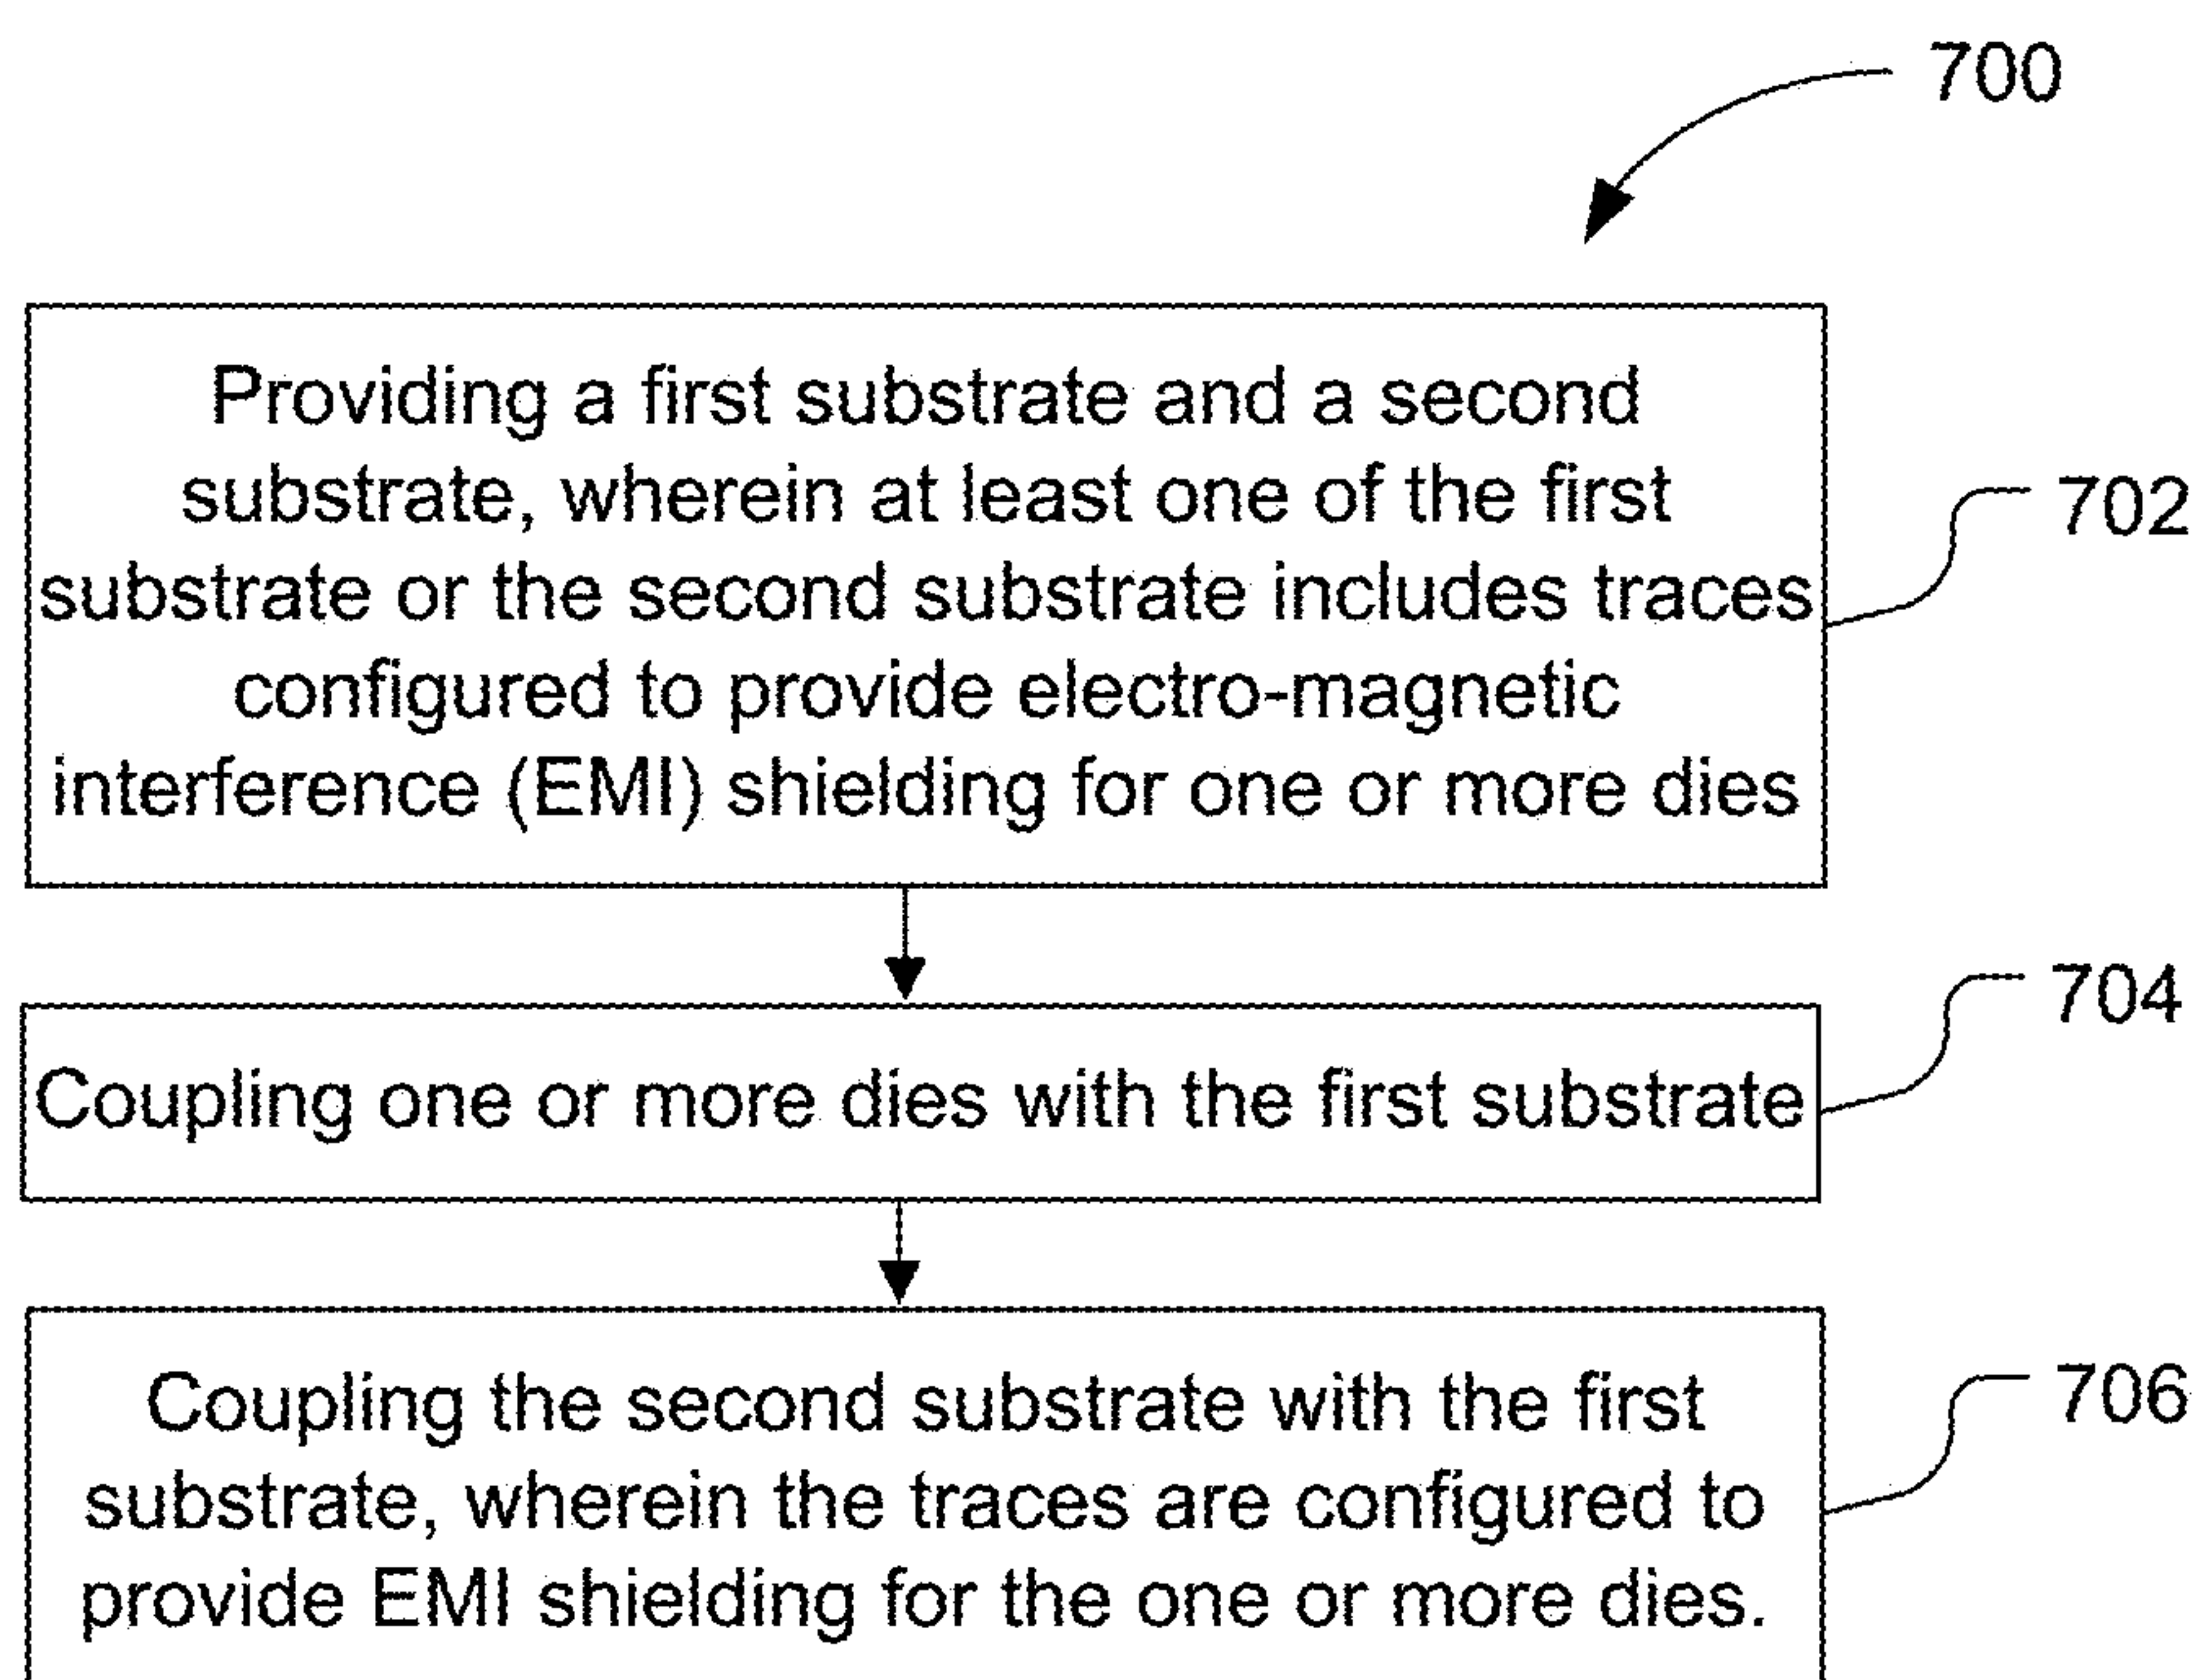 700
Providing a first substrate and a second
substrate, wherein at least one of the first
substrate or the second substrate includes traces
configured to provide electro-magnetic
interference (EMI) shielding for one or more dies
702
Coupling one or more dies with the first substrate
704
Coupling the second substrate with the first
substrate, wherein the traces are configured to
provide EMI shielding for the one or more dies.
706